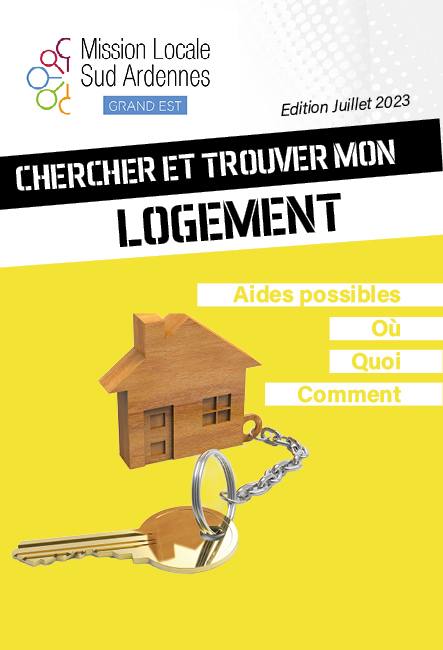 Mission Locale
Sud Ardennes
GRAND EST
Edition Juillet 2023
CHERCHER ET TROUVER MON
LOGEMENT
Aides possibles
Où
Quoi
Comment